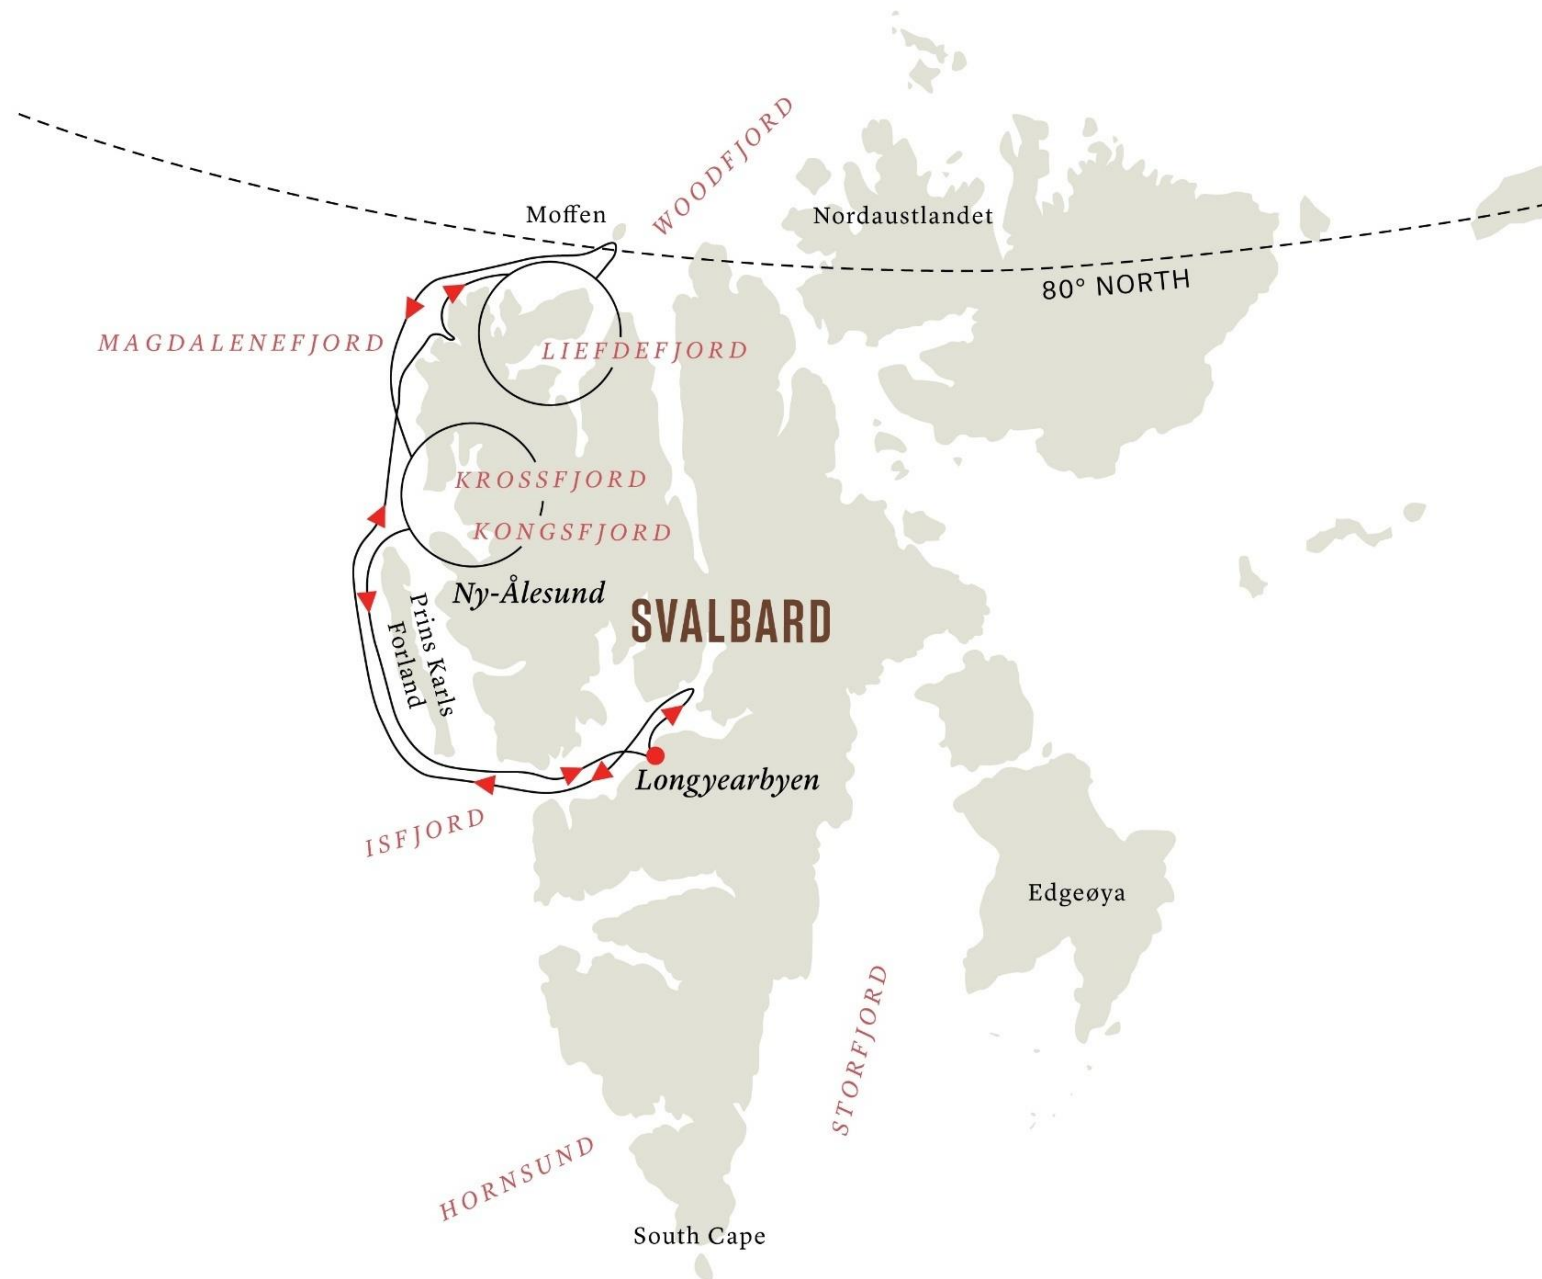 WOODFJORD
Moffen
Nordaustlandet
80° NORTH
MAGDALENEFJORD
LIEFDEFJORD
KROSSFJORD
KONGSFJORD
Ny-Ålesund
SVALBARD
Prins Karls
Forland
Longyearbyen
ISFJORD
Edgeøya
STORFJORD
HORNSUND
South Cape